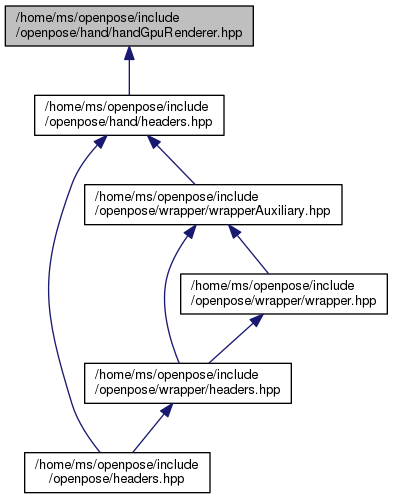 /home/ms/openpose/include
/openpose/hand/handGpuRenderer.hpp
/home/ms/openpose/include
/openpose/hand/headers.hpp
/home/ms/openpose/include
/openpose/wrapper/wrapperAuxiliary.hpp
/home/ms/openpose/include
/openpose/wrapper/wrapper.hpp
/home/ms/openpose/include
/openpose/wrapper/headers.hpp
/home/ms/openpose/include
/openpose/headers.hpp